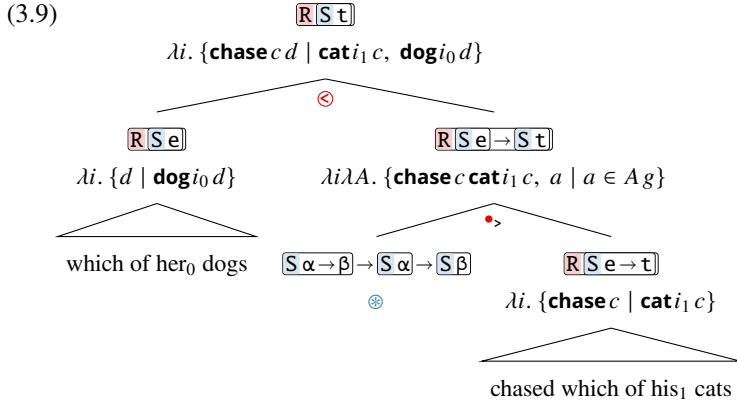 (3.9)
R S t
λi. {chase c d | cat i₁ c, dog i₀ d}
<
R S e
R S e → S t
λi. {d | dog i₀ d}
λiλA. {chase c cat i₁ c, a | a ∈ A g}
•>
which of her₀ dogs
S α → β → S α → S β
R S e → t
⊛
λi. {chase c | cat i₁ c}
chased which of his₁ cats